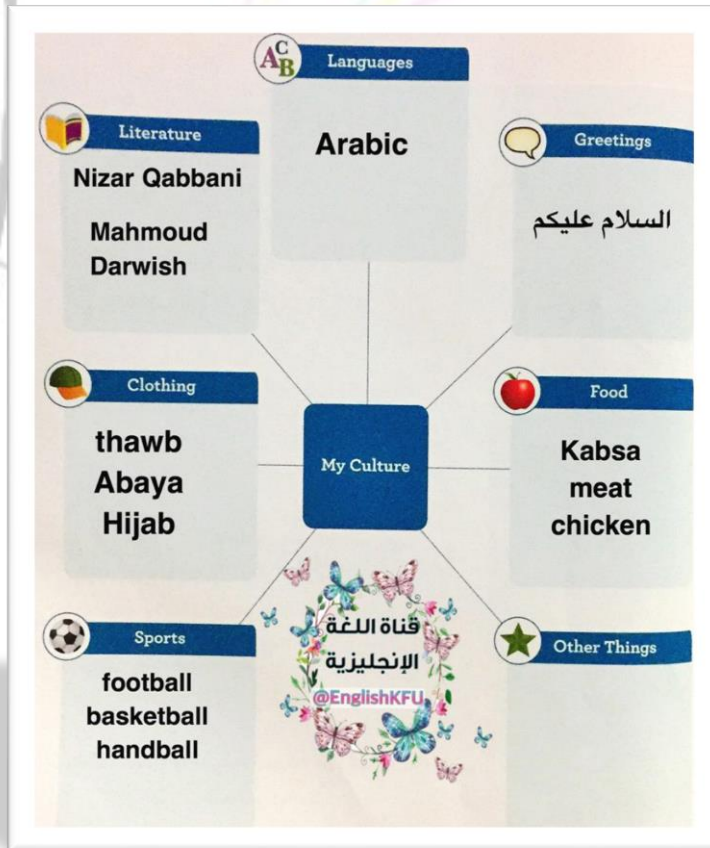 Languages
Arabic
Literature
Nizar Qabbani
Mahmoud
Darwish
Greetings
السلام عليكم
Clothing
thawb
Abaya
Hijab
My Culture
Food
Kabsa
meat
chicken
Sports
football
basketball
handball
قناة اللغة
الإنجليزية
@EnglishKFU
Other Things